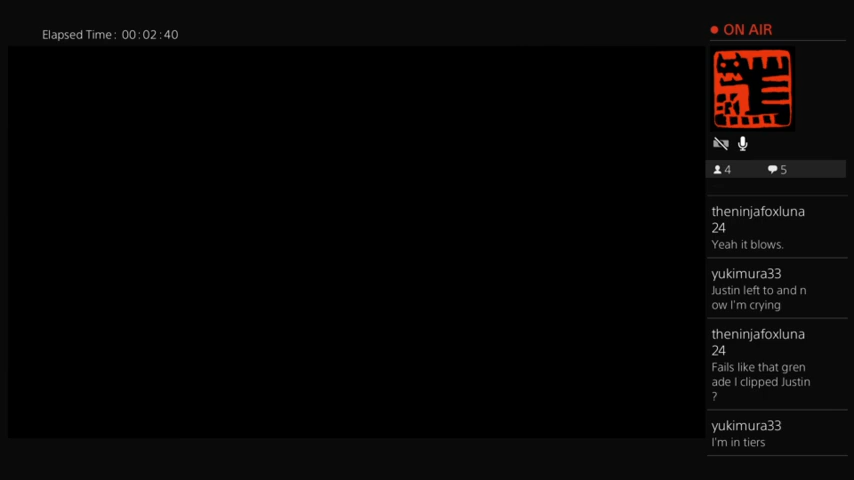 Elapsed Time: 00:02:40
ON AIR
4 5
theninjafoxluna
24
Yeah it blows.
yukimura33
Justin left to and n
ow I'm crying
theninjafoxluna
24
Fails like that gren
ade I clipped Justin
?
yukimura33
I'm in tiers